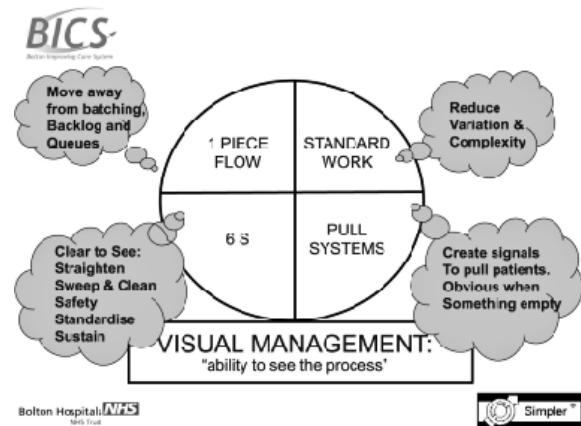 BICS
Bolton Improving Care System
Move away
from batching,
Backlog and
Queues
1 PIECE
FLOW
STANDARD
WORK
Reduce
Variation &
Complexity
6 S
PULL
SYSTEMS
Clear to See:
Straighten
Sweep & Clean
Safety
Standardise
Sustain
Create signals
To pull patients.
Obvious when
Something empty
VISUAL MANAGEMENT:
"ability to see the process'
Bolton Hospitals NHS
NHS Trust
Simpler